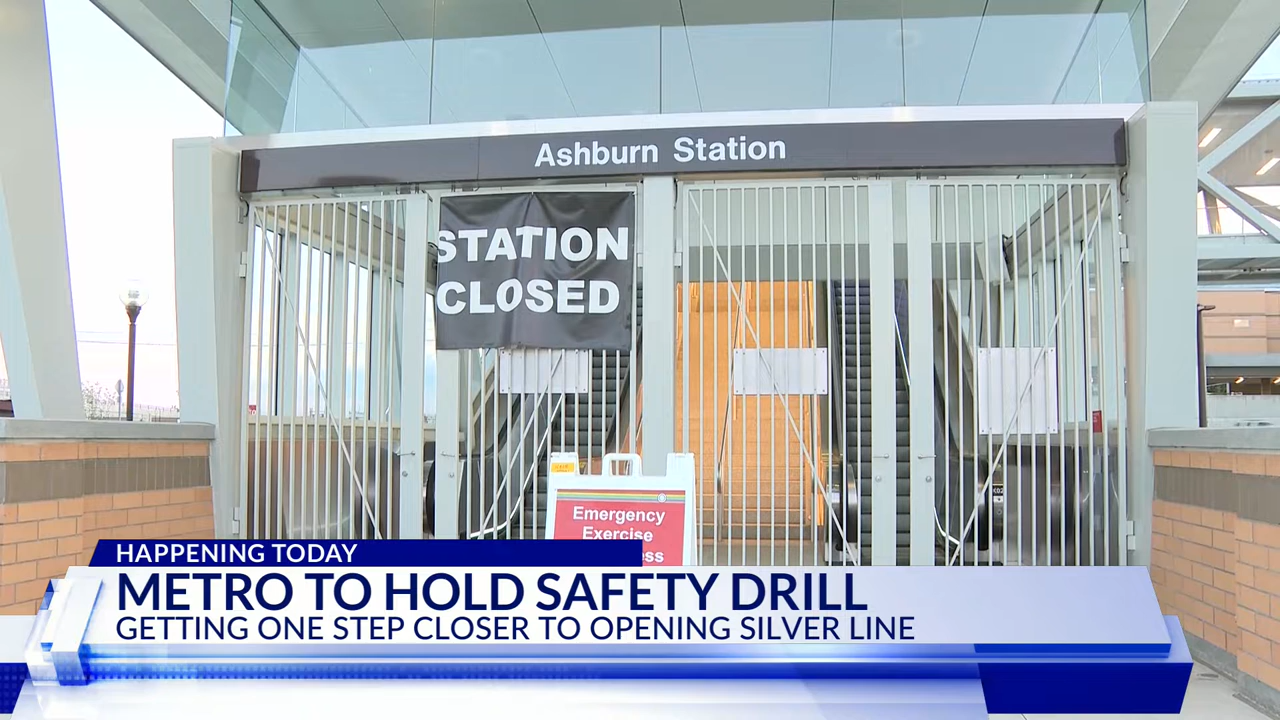 Ashburn Station
STATION
CLOSED
Emergency
Exercise
HAPPENING TODAY
METRO TO HOLD SAFETY DRILL
GETTING ONE STEP CLOSER TO OPENING SILVER LINE